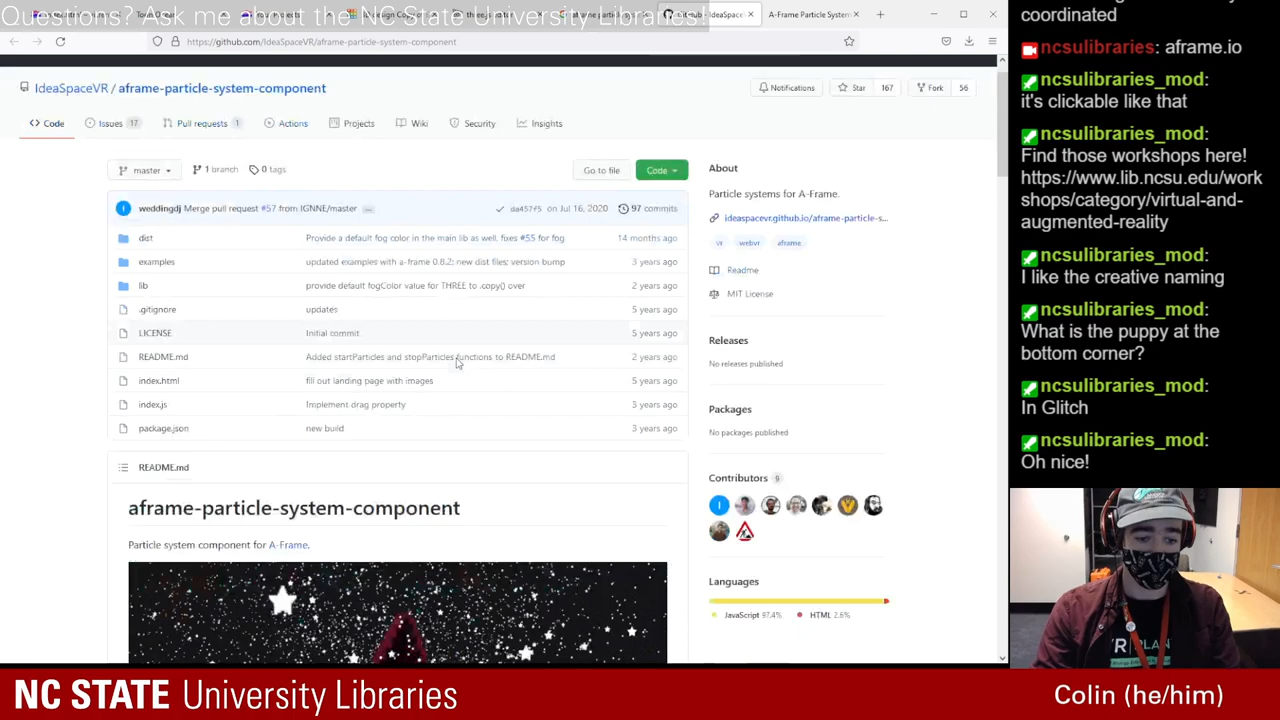 Questions? Ask me about the NC State University Libraries!
A-Frame Particle System
https://github.com/IdeaSpaceVR/aframe-particle-system-component
IdeaSpaceVR / aframe-particle-system-component
Notifications
Star 167
Fork 56
Code
Issues 17
Pull requests 1
Actions
Projects
Wiki
Security
Insights
master
1 branch
0 tags
Go to file
Code
weddingdj Merge pull request #57 from IGNNE/master ...
da457f5 on Jul 16, 2020
97 commits
dist Provide a default fog color in the main lib as well, fixes #55 for fog 14 months ago
examples updated examples with a-frame 0.8.2; new dist files; version bump 3 years ago
lib provide default fogColor value for THREE to .copy() over 2 years ago
.gitignore updates 5 years ago
LICENSE Initial commit 5 years ago
README.md Added startParticles and stopParticles functions to README.md 2 years ago
index.html fill out landing page with images 5 years ago
index.js Implement drag property 3 years ago
package.json new build 3 years ago
README.md
aframe-particle-system-component
Particle system component for A-Frame.
About
Particle systems for A-Frame.
ideaspacevr.github.io/aframe-particle-s...
vr webvr aframe
Readme
MIT License
Releases
No releases published
Packages
No packages published
Contributors 9
Languages
JavaScript 97.4% HTML 2.6%
coordinated
ncsulibraries: aframe.io
ncsulibraries_mod:
it's clickable like that
ncsulibraries_mod:
Find those workshops here!
https://www.lib.ncsu.edu/work
shops/category/virtual-and-
augmented-reality
ncsulibraries_mod:
I like the creative naming
ncsulibraries_mod:
What is the puppy at the
bottom corner?
ncsulibraries_mod:
In Glitch
ncsulibraries_mod:
Oh nice!
NC STATE University Libraries
Colin (he/him)